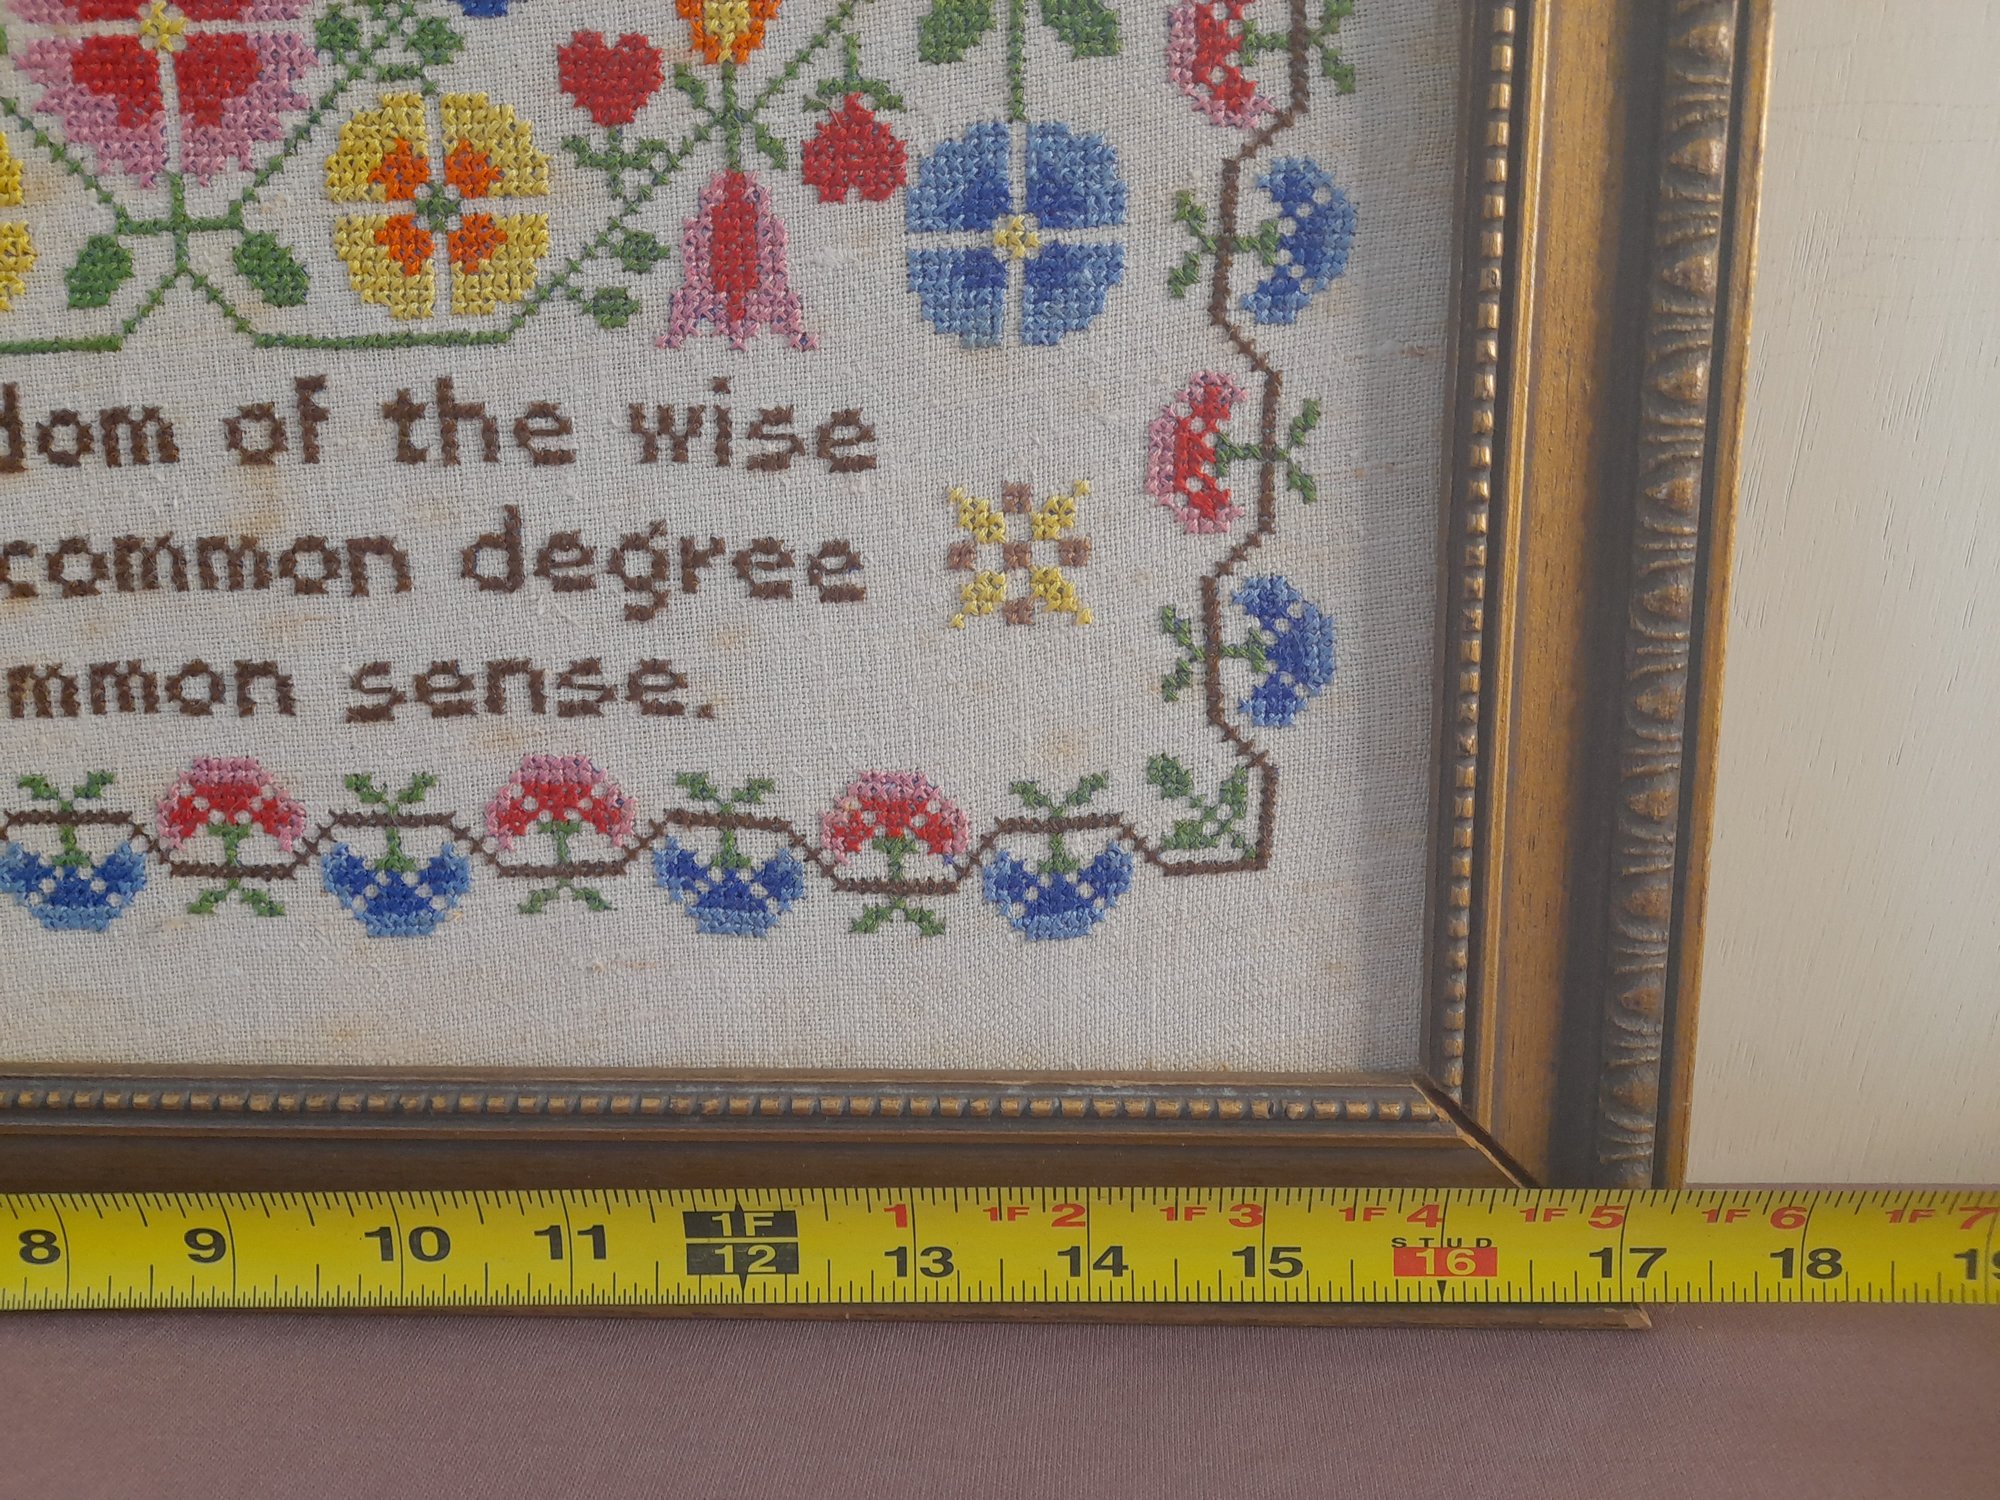 dom of the wise
common degree
mmon sense.
1F 1 1F 2 1F 3 1F 4 1F 5 1F 6 1F 7
STUD
8 9 10 11 12 13 14 15 16 17 18 19